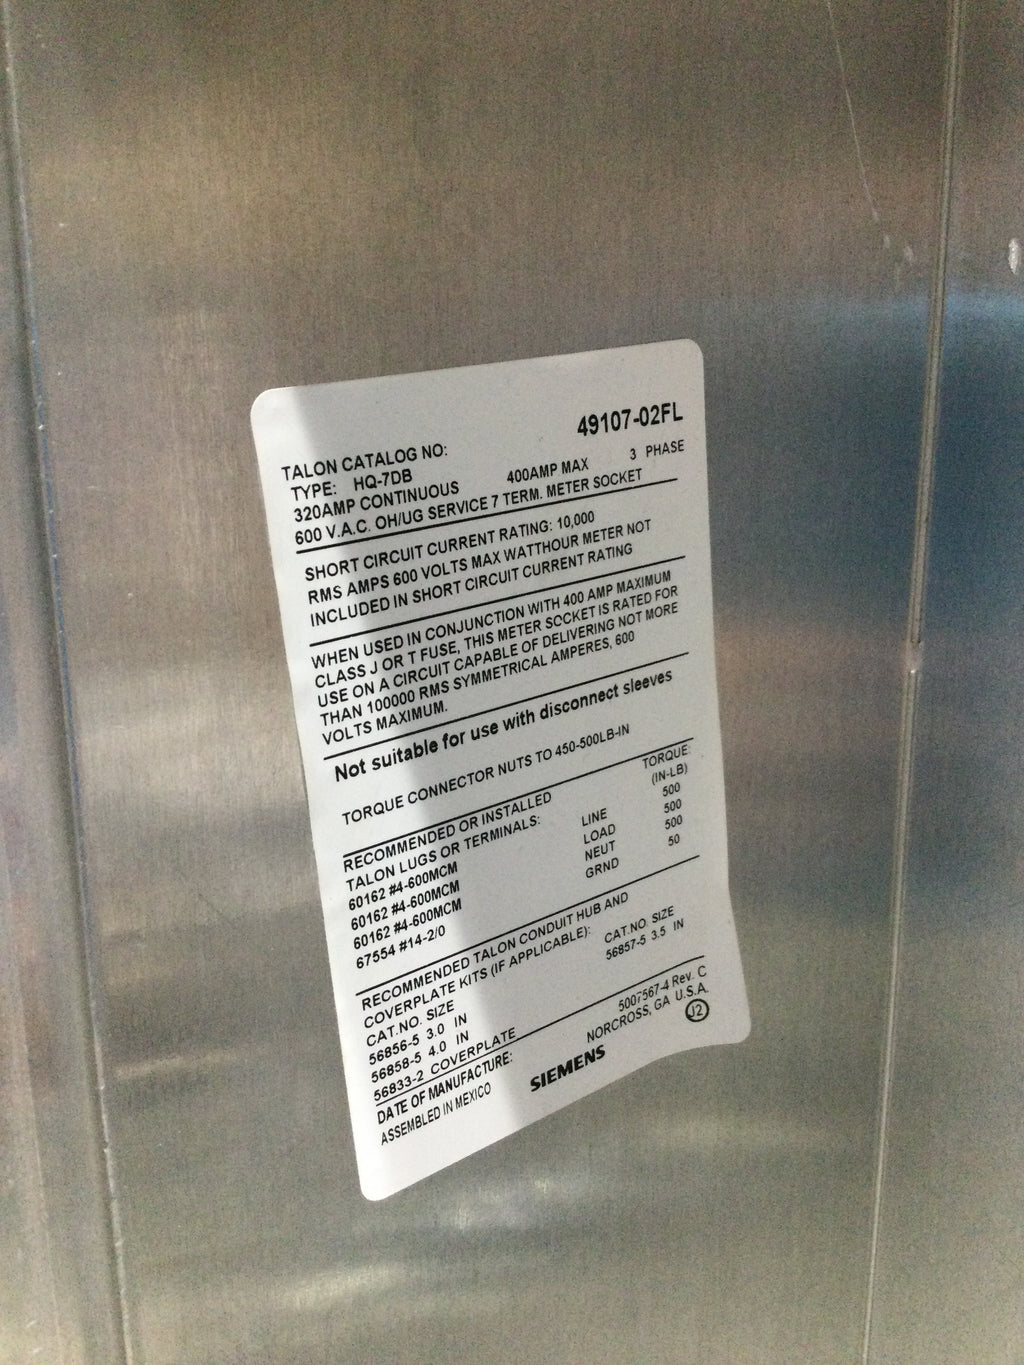 TALON CATALOG NO: 49107-02FL
TYPE: HQ-7DB
320AMP CONTINUOUS 400AMP MAX 3 PHASE
600 V.A.C. OH/UG SERVICE 7 TERM. METER SOCKET
SHORT CIRCUIT CURRENT RATING: 10,000
RMS AMPS 600 VOLTS MAX WATTHOUR METER NOT
INCLUDED IN SHORT CIRCUIT CURRENT RATING
WHEN USED IN CONJUNCTION WITH 400 AMP MAXIMUM
CLASS J OR T FUSE, THIS METER SOCKET IS RATED FOR
USE ON A CIRCUIT CAPABLE OF DELIVERING NOT MORE
THAN 100000 RMS SYMMETRICAL AMPERES, 600
VOLTS MAXIMUM.
Not suitable for use with disconnect sleeves
TORQUE CONNECTOR NUTS TO 450-500LB-IN
RECOMMENDED OR INSTALLED TORQUE:
TALON LUGS OR TERMINALS: (IN-LB)
60162 #4-600MCM LINE 500
60162 #4-600MCM LOAD 500
60162 #4-600MCM NEUT 500
67554 #14-2/0 GRND 50
RECOMMENDED TALON CONDUIT HUB AND
COVERPLATE KITS (IF APPLICABLE):
CAT.NO. SIZE CAT.NO. SIZE
56856-5 3.0 IN 56857-5 3.5 IN
56858-5 4.0 IN
56833-2 COVERPLATE
DATE OF MANUFACTURE: 5007567-4 Rev. C
ASSEMBLED IN MEXICO NORCROSS, GA U.S.A.
SIEMENS J2